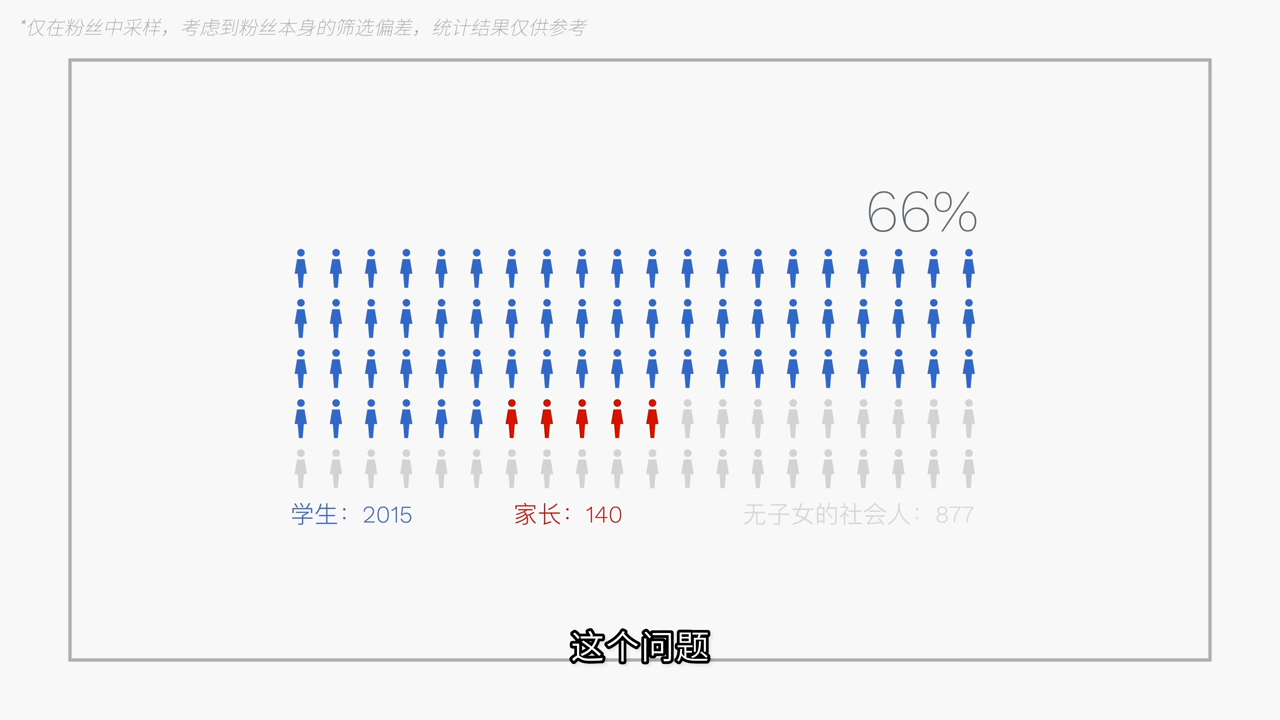 *仅在粉丝中采样，考虑到粉丝本身的筛选偏差，统计结果仅供参考
66%
学生：2015
家长：140
无子女的社会人：877
这个问题